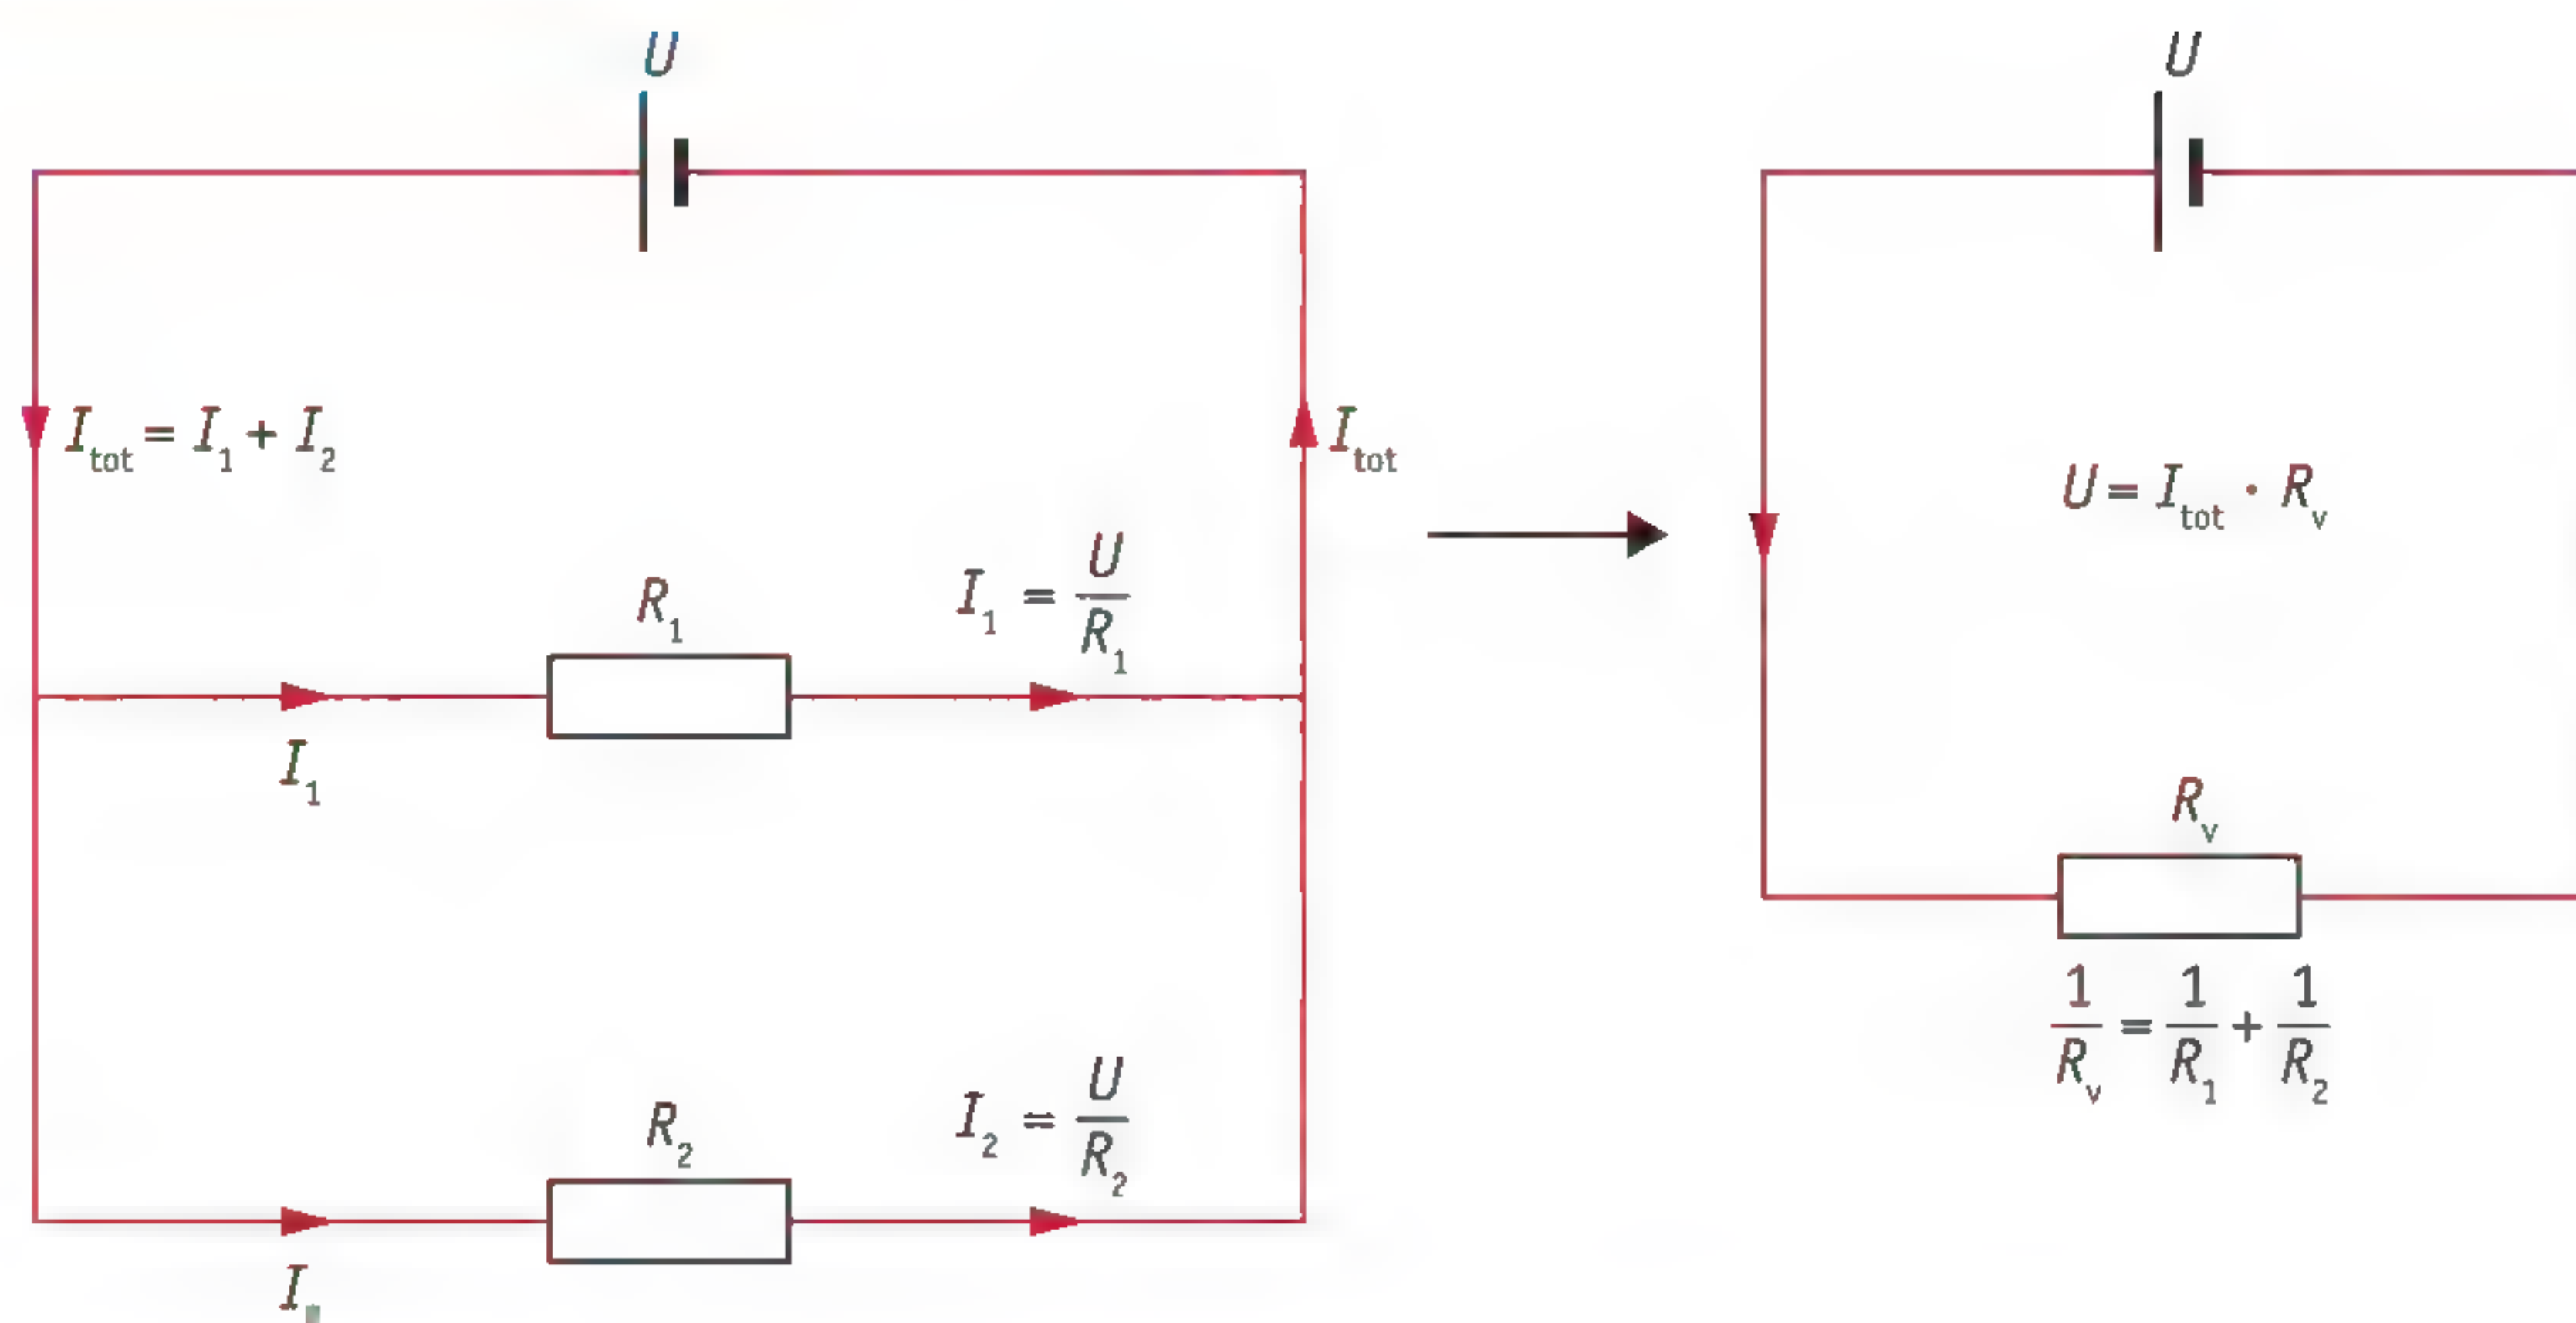 U
I_tot = I_1 + I_2
I_tot
R_1
I_1 = U/R_1
I_1
R_2
I_2 = U/R_2
I
U
U = I_tot · R_v
R_v
1/R_v = 1/R_1 + 1/R_2